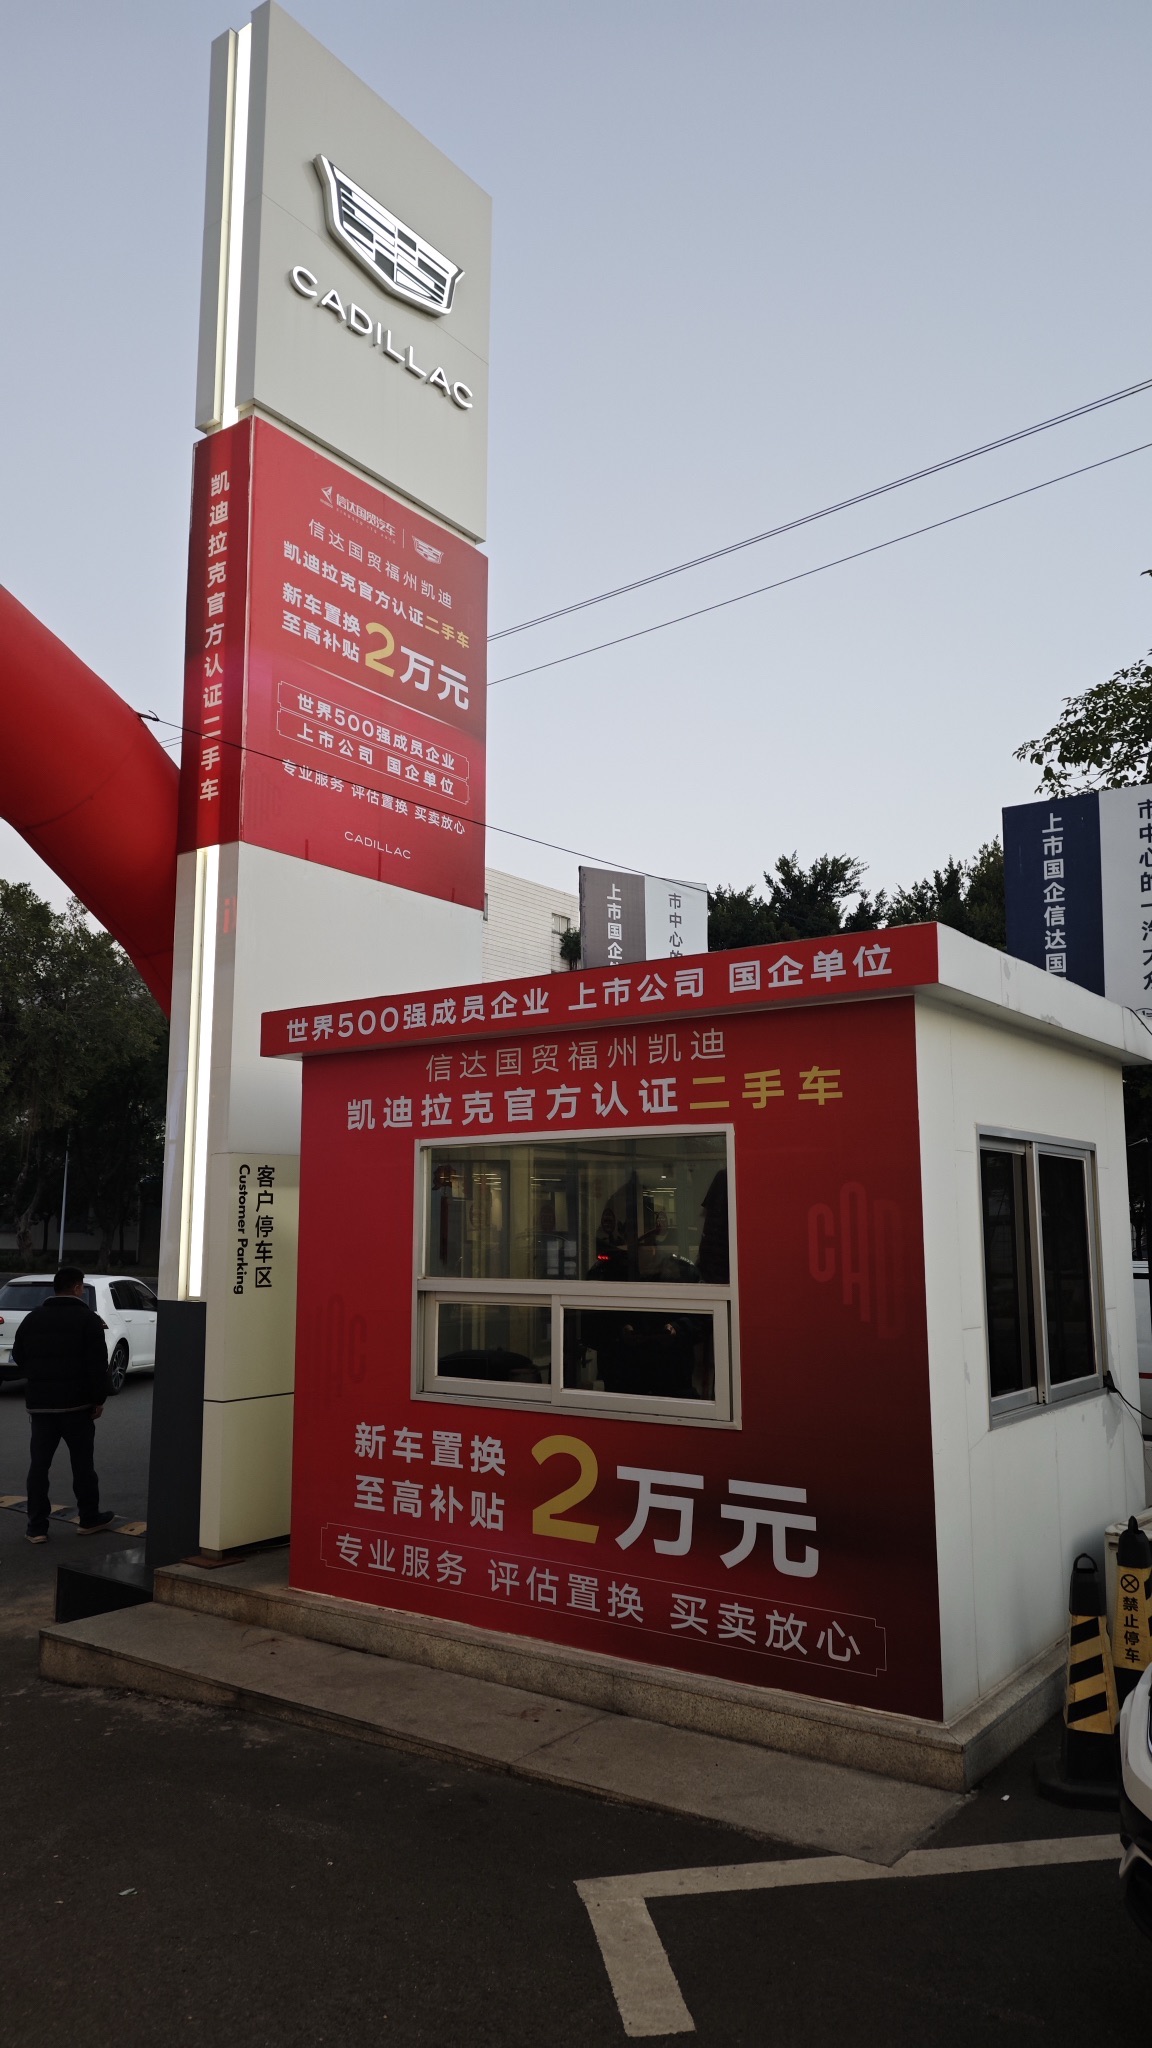 CADILLAC
凯迪拉克官方认证二手车
信达国贸汽车
信达国贸福州凯迪
凯迪拉克官方认证二手车
新车置换
至高补贴
2万元
世界500强成员企业
上市公司 国企单位
专业服务 评估置换 买卖放心
CADILLAC
上市国企
市中心的
上市国企信达国
市中心的一汽大众
世界500强成员企业 上市公司 国企单位
信达国贸福州凯迪
凯迪拉克官方认证二手车
客户停车区
Customer Parking
CAD
新车置换
至高补贴
2万元
专业服务 评估置换 买卖放心
禁止停车